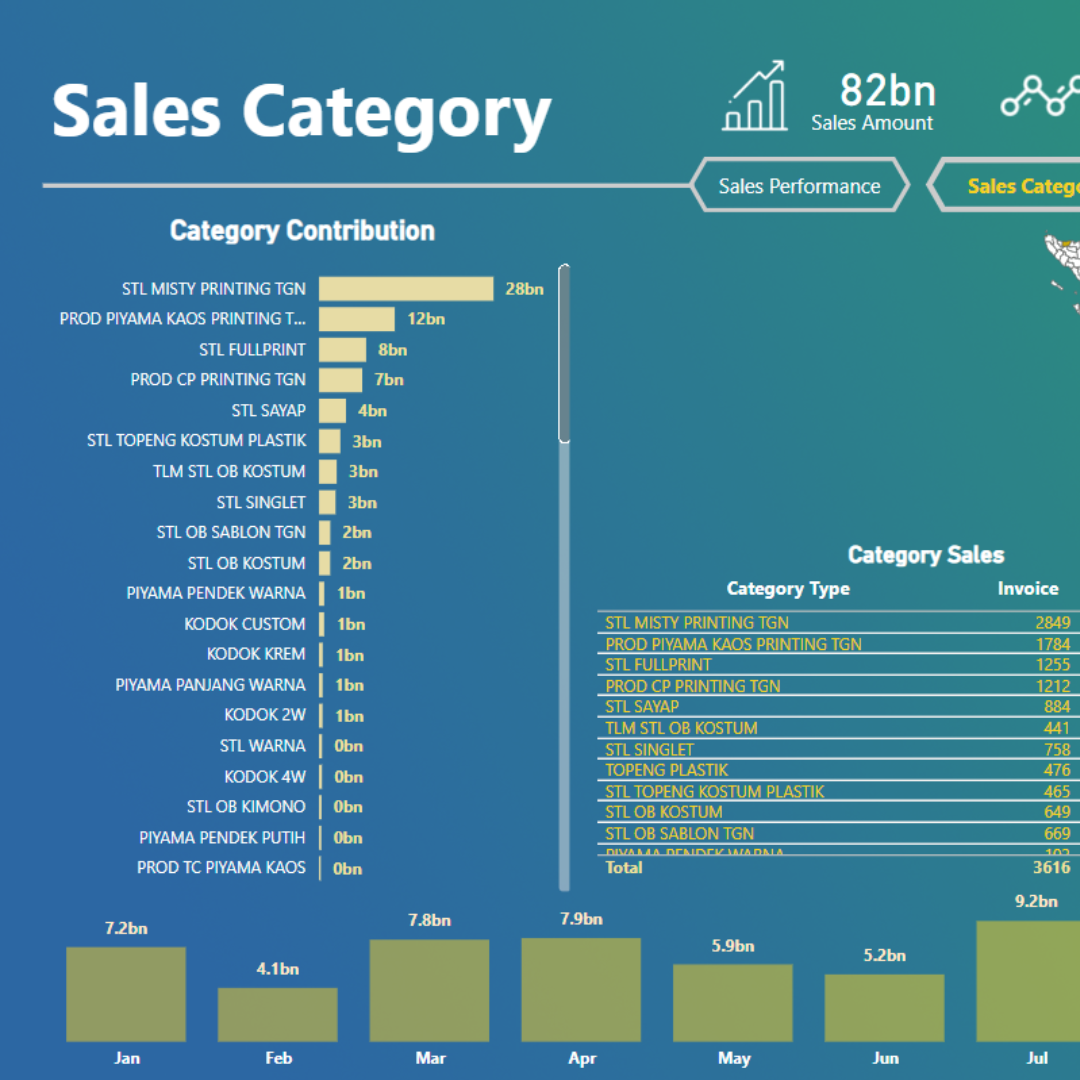 Sales Category
82bn
Sales Amount
Sales Performance
Sales Catego
Category Contribution
STL MISTY PRINTING TGN 28bn
PROD PIYAMA KAOS PRINTING T... 12bn
STL FULLPRINT 8bn
PROD CP PRINTING TGN 7bn
STL SAYAP 4bn
STL TOPENG KOSTUM PLASTIK 3bn
TLM STL OB KOSTUM 3bn
STL SINGLET 3bn
STL OB SABLON TGN 2bn
STL OB KOSTUM 2bn
PIYAMA PENDEK WARNA 1bn
KODOK CUSTOM 1bn
KODOK KREM 1bn
PIYAMA PANJANG WARNA 1bn
KODOK 2W 1bn
STL WARNA 0bn
KODOK 4W 0bn
STL OB KIMONO 0bn
PIYAMA PENDEK PUTIH 0bn
PROD TC PIYAMA KAOS 0bn
Category Sales
Category Type Invoice
STL MISTY PRINTING TGN 2849
PROD PIYAMA KAOS PRINTING TGN 1784
STL FULLPRINT 1255
PROD CP PRINTING TGN 1212
STL SAYAP 884
TLM STL OB KOSTUM 441
STL SINGLET 758
TOPENG PLASTIK 476
STL TOPENG KOSTUM PLASTIK 465
STL OB KOSTUM 649
STL OB SABLON TGN 669
PIYAMA PENDEK WARNA
Total 3616
7.2bn 4.1bn 7.8bn 7.9bn 5.9bn 5.2bn 9.2bn
Jan Feb Mar Apr May Jun Jul